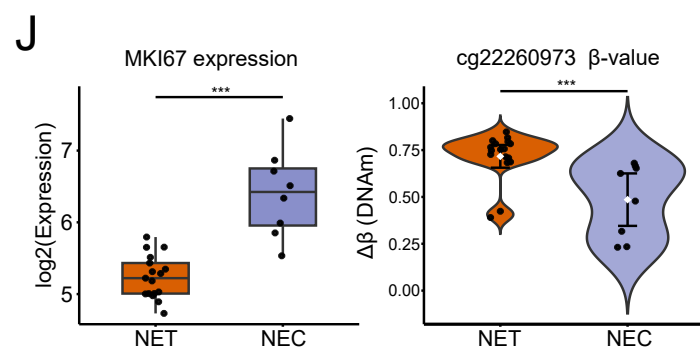 J
MKI67 expression
***
log2(Expression)
7
6
5
NET NEC
cg22260973 β-value
***
Δβ (DNAm)
1.00
0.75
0.50
0.25
0.00
NET NEC